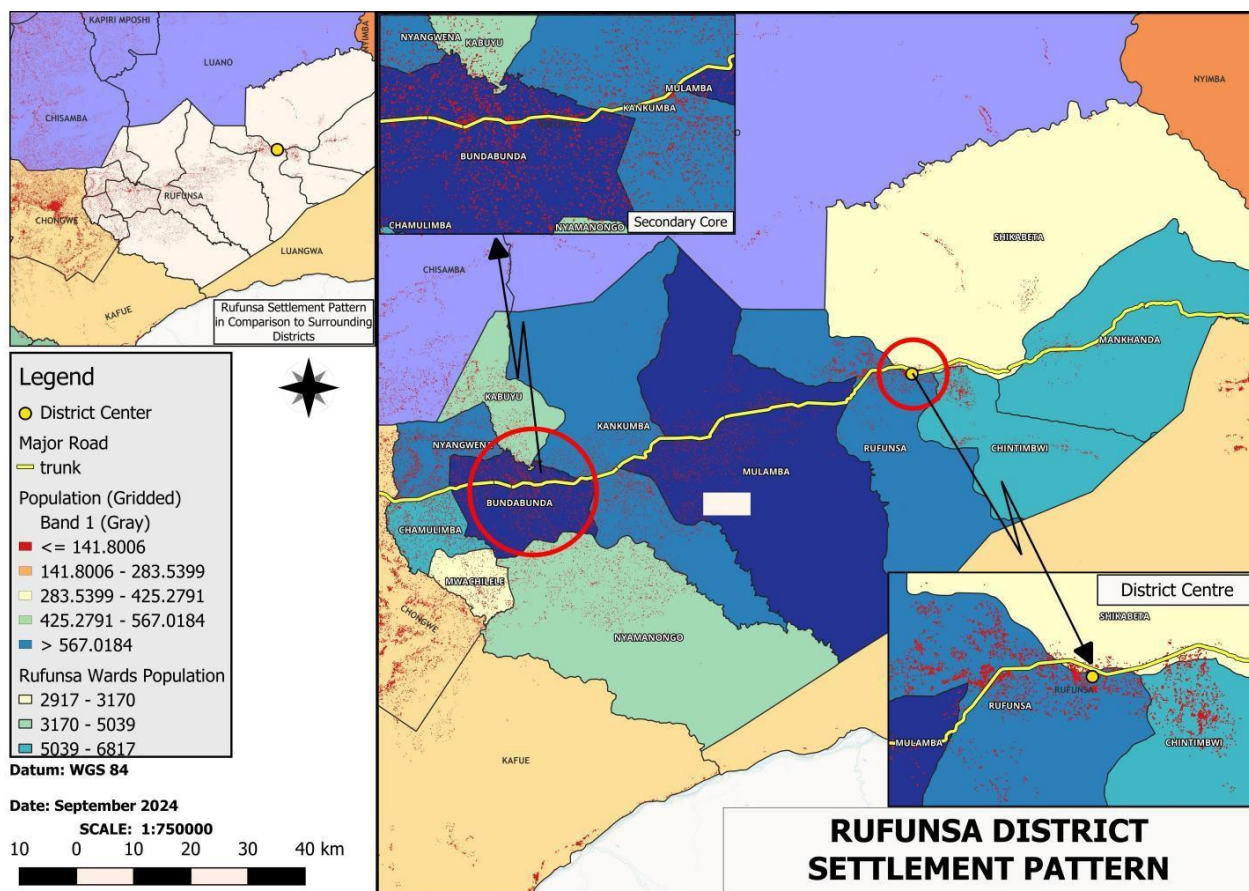 KAPIRI MPOSHI
NYIMBA
LUANO
CHISAMBA
RUFUNSA
CHONGWE
LUANGWA
KAFUE
Rufunsa Settlement Pattern
in Comparison to Surrounding
Districts
NYANGWENA
KABUYU
MULAMBA
KANKUMBA
BUNDABUNDA
CHAMULIMBA
NYAMANONGO
Secondary Core
NYIMBA
SHIKABETA
CHISAMBA
MANKHANDA
KABUYU
NYANGWENA
KANKUMBA
RUFUNSA
CHINTIMBWI
MULAMBA
BUNDABUNDA
CHAMULIMBA
MWACHILELE
CHONGWE
NYAMANONGO
KAFUE
District Centre
SHIKABETA
RUFUNSA
RUFUNSA
MULAMBA
CHINTIMBWI
Legend
District Center
Major Road
trunk
Population (Gridded)
Band 1 (Gray)
<= 141.8006
141.8006 - 283.5399
283.5399 - 425.2791
425.2791 - 567.0184
> 567.0184
Rufunsa Wards Population
2917 - 3170
3170 - 5039
5039 - 6817
Datum: WGS 84
Date: September 2024
SCALE: 1:750000
10 0 10 20 30 40 km
RUFUNSA DISTRICT
SETTLEMENT PATTERN